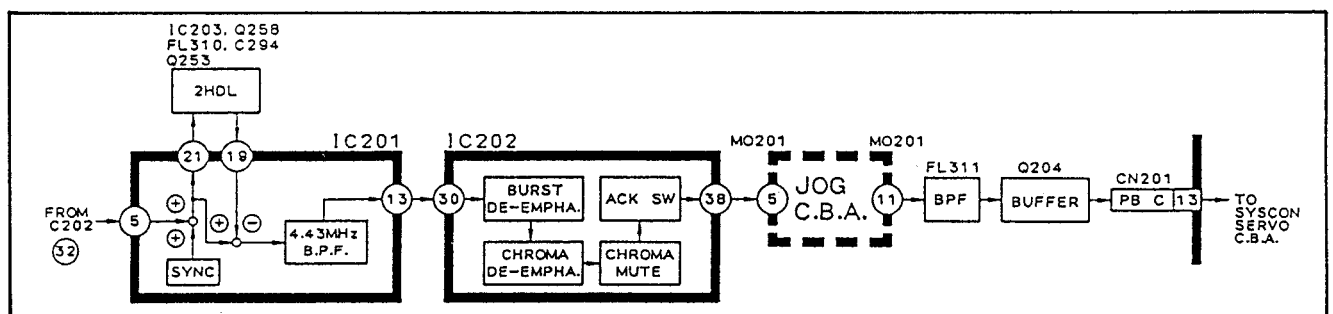 IC203, Q258
FL310, C294
Q253
2HDL
IC201
21
19
FROM
C202
32
5
+
+
+
−
SYNC
4.43MHz
B.P.F.
13
IC202
30
BURST
DE-EMPHA.
CHROMA
DE-EMPHA.
CHROMA
MUTE
ACK SW
38
MO201
5
JOG
C.B.A.
MO201
11
FL311
BPF
Q204
BUFFER
CN201
PB C 13
TO
SYSCON
SERVO
C.B.A.